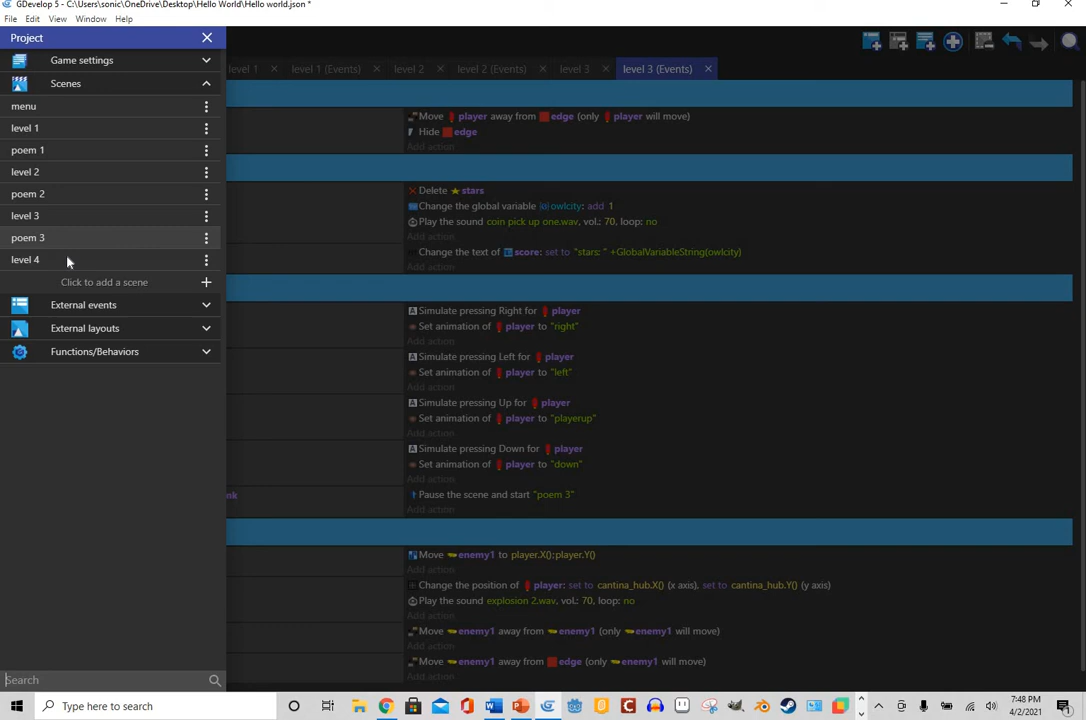 GDevelop 5 - C:\Users\sonic\OneDrive\Desktop\Hello World\Hello world.json *
File Edit View Window Help
Project
Game settings
Scenes
menu
level 1
poem 1
level 2
poem 2
level 3
poem 3
level 4
Click to add a scene
External events
External layouts
Functions/Behaviors
Search
level 1 level 1 (Events) level 2 level 2 (Events) level 3 level 3 (Events)
Move player away from edge (only player will move)
Hide edge
Add action
Delete stars
Change the global variable owlcity: add 1
Play the sound coin pick up one.wav, vol.: 70, loop: no
Add action
Change the text of score: set to "stars: " +GlobalVariableString(owlcity)
Add action
Simulate pressing Right for player
Set animation of player to "right"
Add action
Simulate pressing Left for player
Set animation of player to "left"
Add action
Simulate pressing Up for player
Set animation of player to "playerup"
Add action
Simulate pressing Down for player
Set animation of player to "down"
Add action
nk Pause the scene and start "poem 3"
Add action
Move enemy1 to player.X();player.Y()
Add action
Change the position of player: set to cantina_hub.X() (x axis), set to cantina_hub.Y() (y axis)
Play the sound explosion 2.wav, vol.: 70, loop: no
Add action
Move enemy1 away from enemy1 (only enemy1 will move)
Add action
Move enemy1 away from edge (only enemy1 will move)
Add action
Type here to search
7:48 PM
4/2/2021